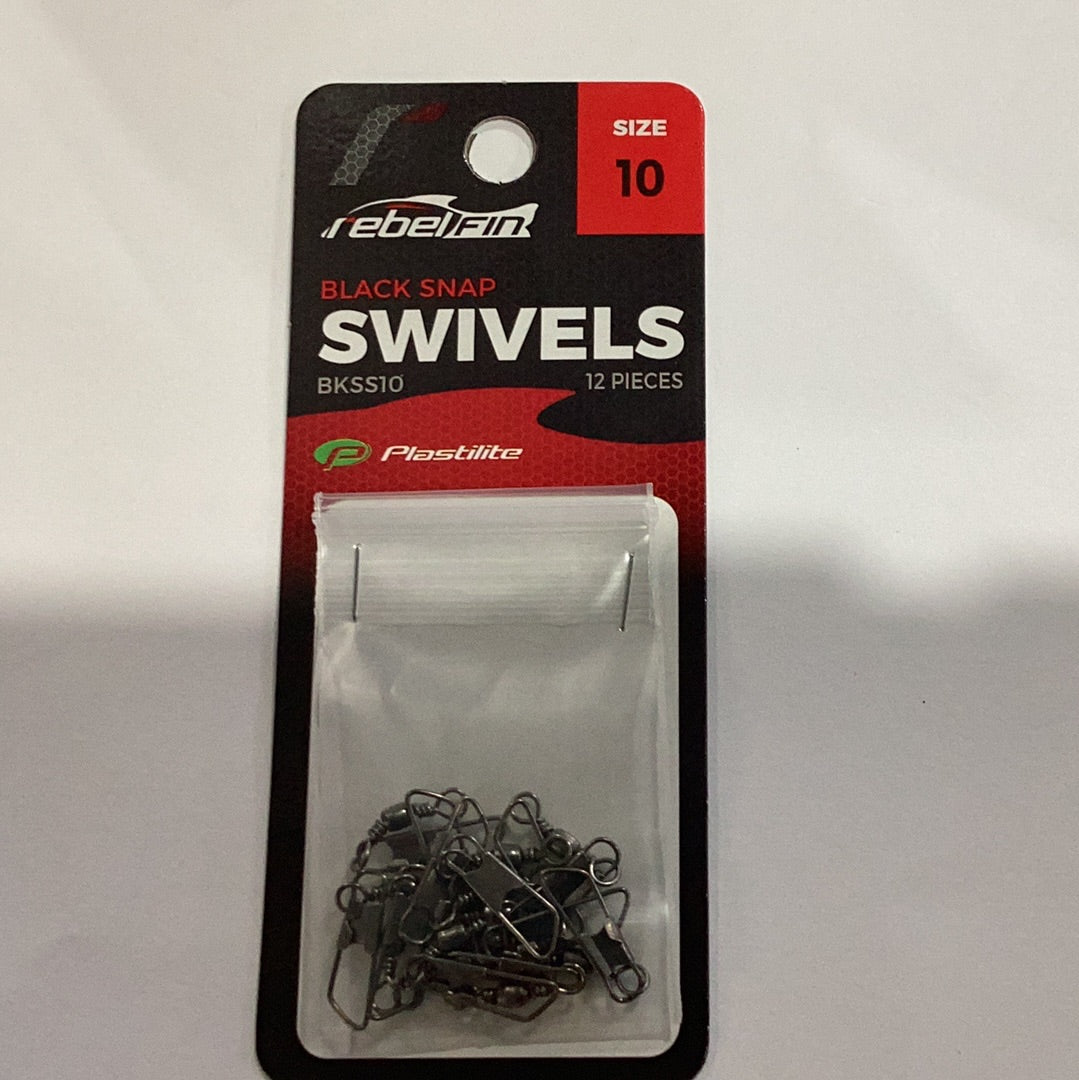 SIZE
10
rebelfin
BLACK SNAP
SWIVELS
BKSS10
12 PIECES
Plastilite